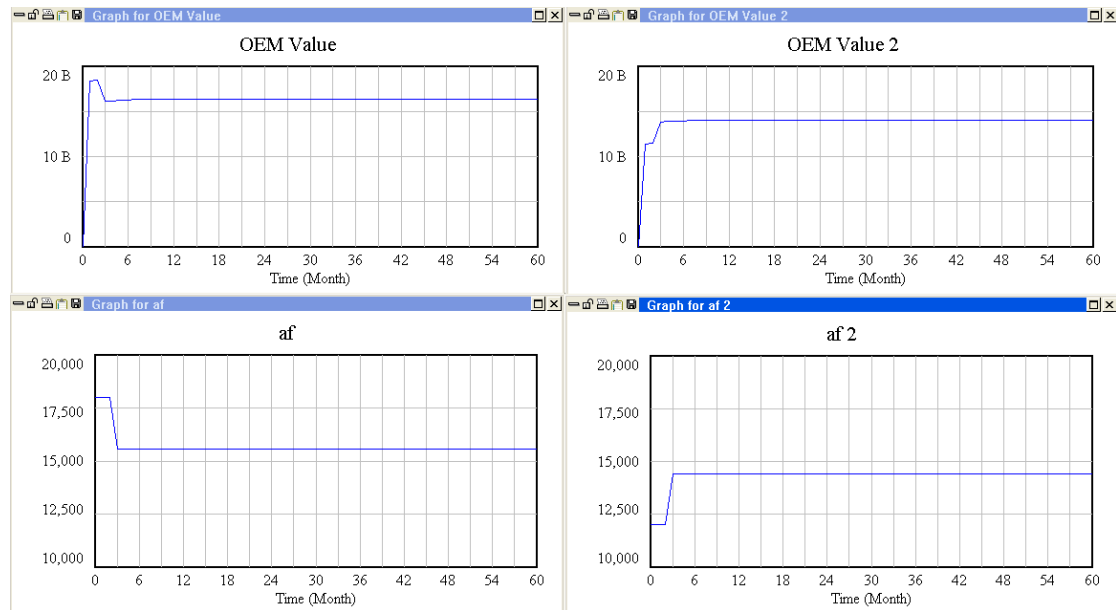 Graph for OEM Value
OEM Value
20 B
10 B
0
0 6 12 18 24 30 36 42 48 54 60
Time (Month)
Graph for OEM Value 2
OEM Value 2
20 B
10 B
0
0 6 12 18 24 30 36 42 48 54 60
Time (Month)
Graph for af
af
20,000
17,500
15,000
12,500
10,000
0 6 12 18 24 30 36 42 48 54 60
Time (Month)
Graph for af 2
af 2
20,000
17,500
15,000
12,500
10,000
0 6 12 18 24 30 36 42 48 54 60
Time (Month)